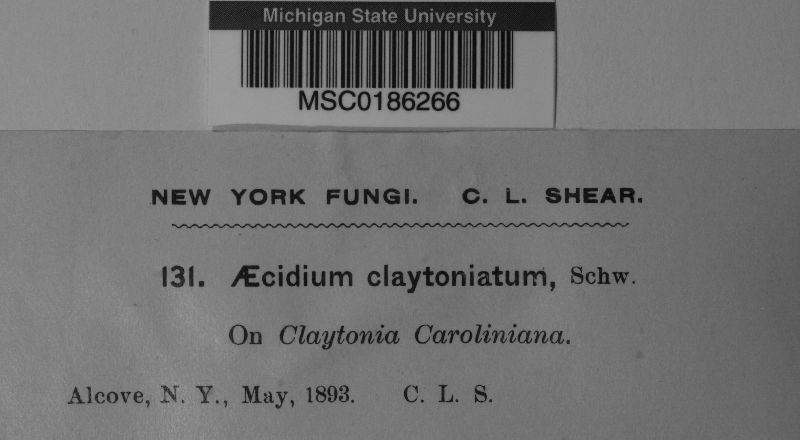 Michigan State University
MSC0186266
NEW YORK FUNGI. C. L. SHEAR.
131. Æcidium claytoniatum, Schw.
On Claytonia Caroliniana.
Alcove, N. Y., May, 1893. C. L. S.